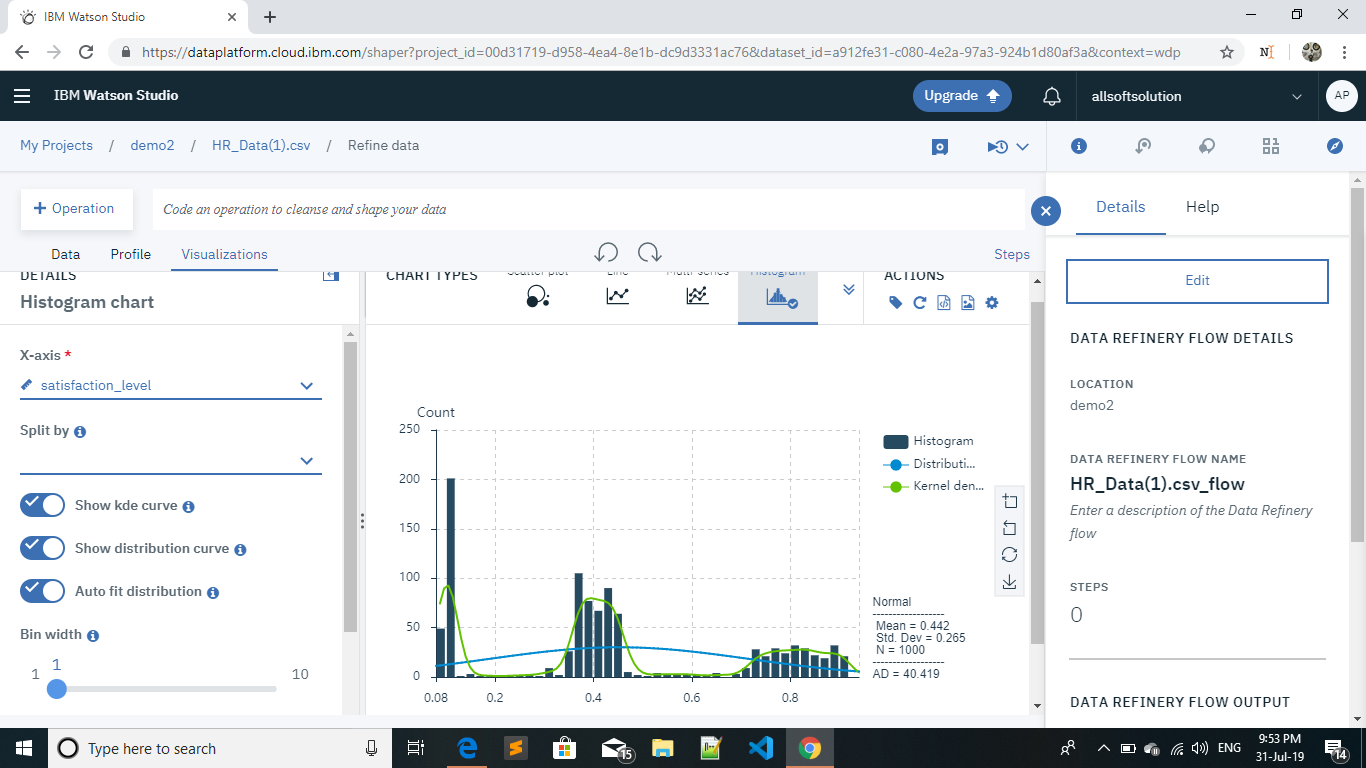 IBM Watson Studio
https://dataplatform.cloud.ibm.com/shaper?project_id=00d31719-d958-4ea4-8e1b-dc9d3331ac76&dataset_id=a912fe31-c080-4e2a-97a3-924b1d80af3a&context=wdp
IBM Watson Studio
Upgrade
allsoftsolution
AP
My Projects / demo2 / HR_Data(1).csv / Refine data
+ Operation
Code an operation to cleanse and shape your data
Data Profile Visualizations
Steps
DETAILS
Histogram chart
X-axis *
satisfaction_level
Split by
Show kde curve
Show distribution curve
Auto fit distribution
Bin width
1
1 10
CHART TYPES
Scatter plot Line Multi-series Histogram
ACTIONS
Count
250
200
150
100
50
0
0.08 0.2 0.4 0.6 0.8
Histogram
Distributi...
Kernel den...
Normal
------------------
Mean = 0.442
Std. Dev = 0.265
N = 1000
------------------
AD = 40.419
Details Help
Edit
DATA REFINERY FLOW DETAILS
LOCATION
demo2
DATA REFINERY FLOW NAME
HR_Data(1).csv_flow
Enter a description of the Data Refinery
flow
STEPS
0
DATA REFINERY FLOW OUTPUT
Type here to search
15
ENG
9:53 PM
31-Jul-19
14